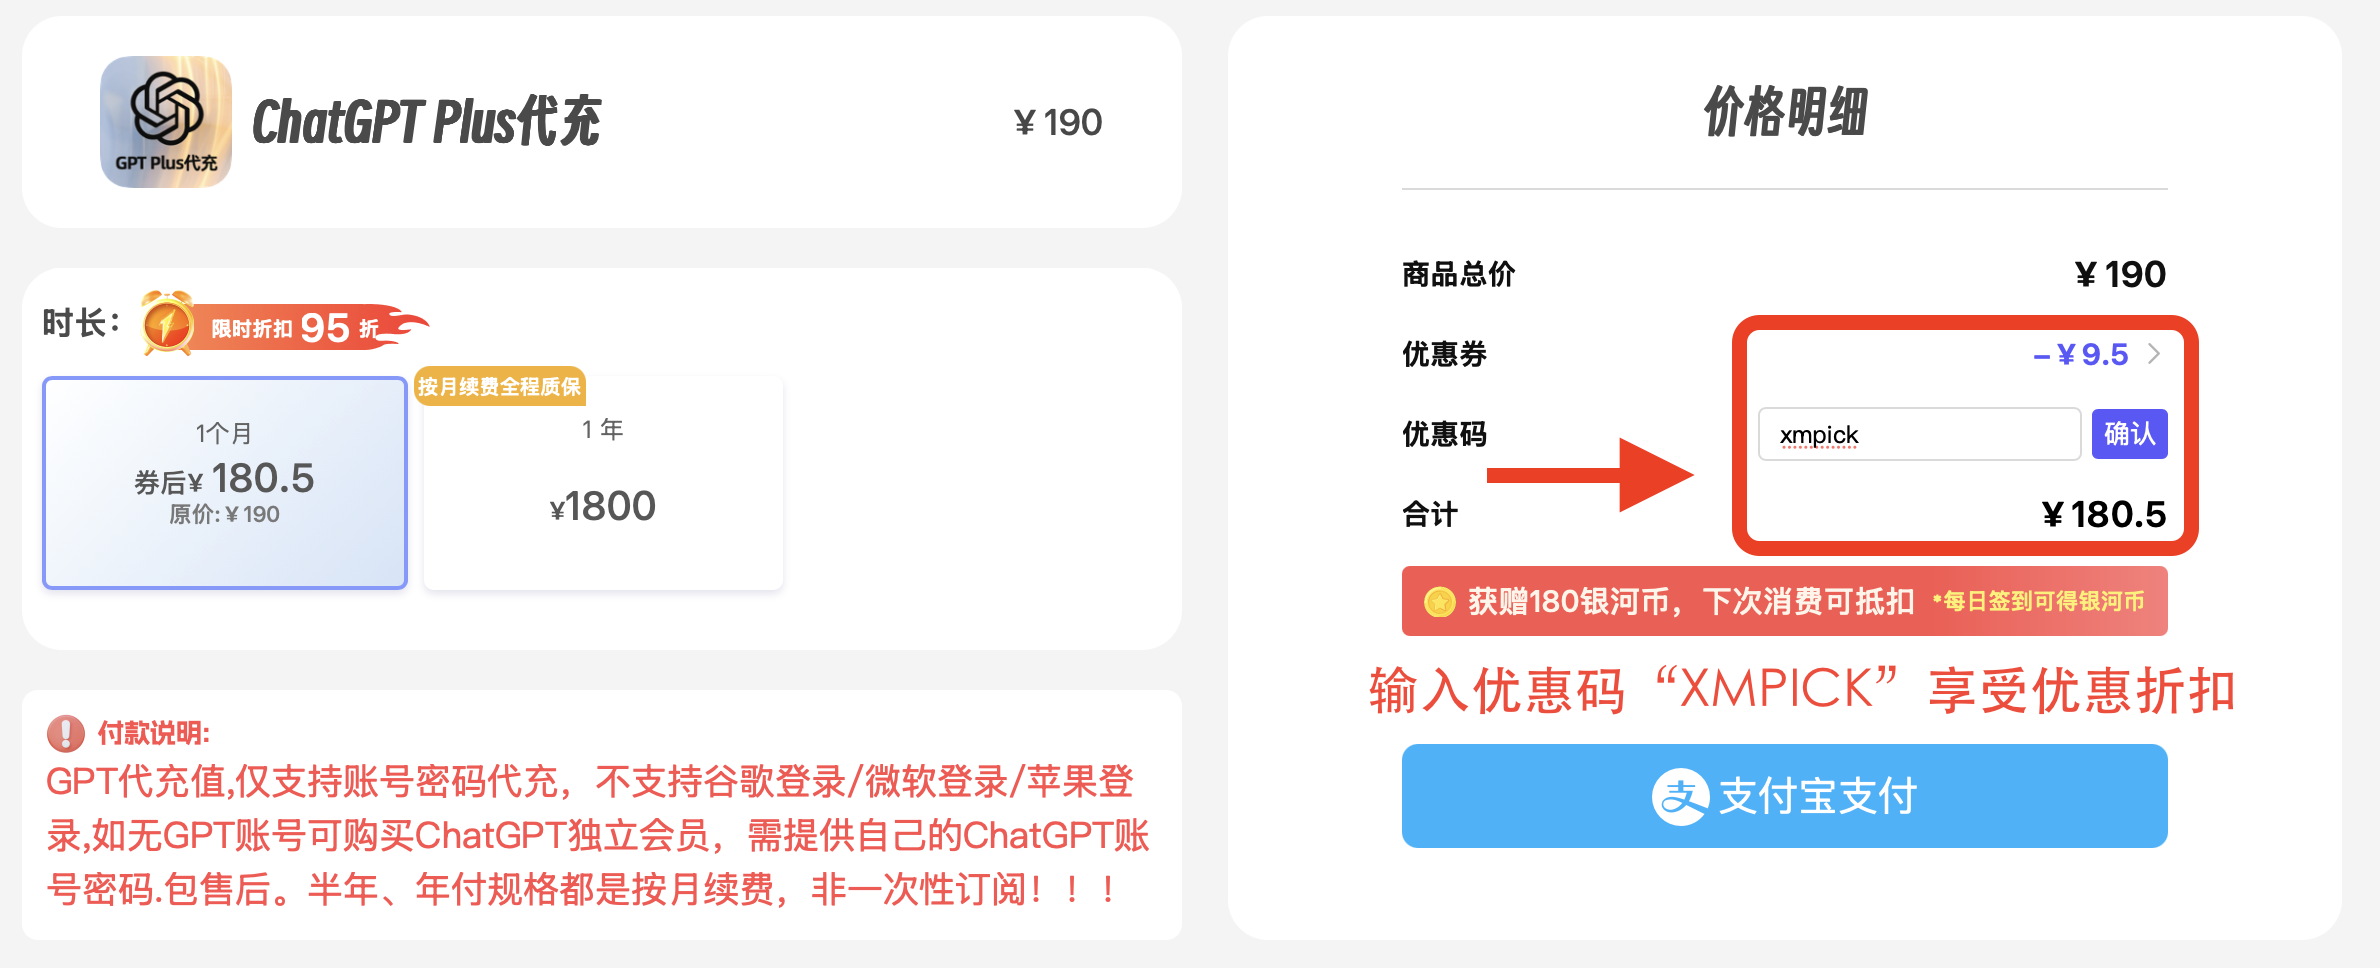 GPT Plus代充
ChatGPT Plus代充
¥ 190
时长：
限时折扣 95 折
1个月
券后¥ 180.5
原价: ¥ 190
按月续费全程质保
1 年
¥1800
付款说明:
GPT代充值,仅支持账号密码代充，不支持谷歌登录/微软登录/苹果登
录,如无GPT账号可购买ChatGPT独立会员，需提供自己的ChatGPT账
号密码.包售后。半年、年付规格都是按月续费，非一次性订阅！！！
价格明细
商品总价
¥ 190
优惠券
– ¥ 9.5
优惠码
xmpick
确认
合计
¥ 180.5
获赠180银河币，下次消费可抵扣 *每日签到可得银河币
输入优惠码“XMPICK”享受优惠折扣
支 支付宝支付